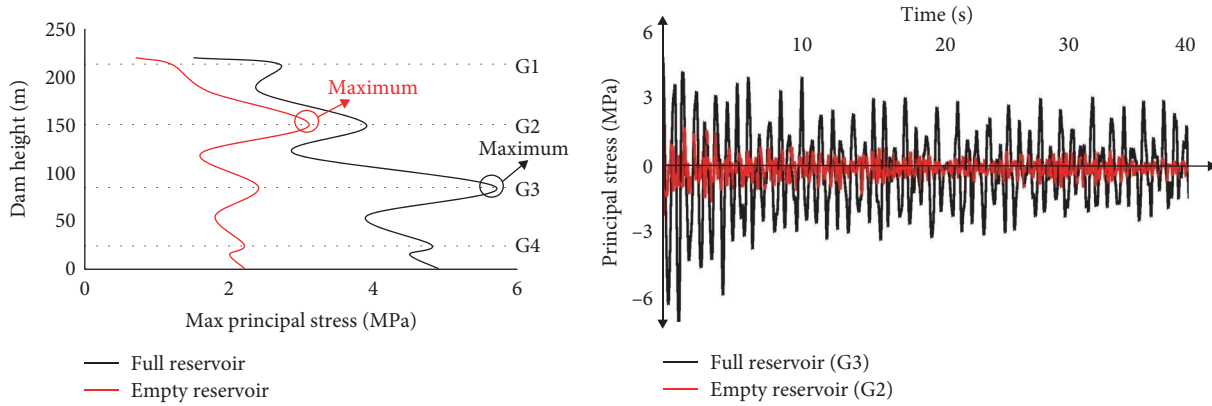 250
200
150
100
50
0
Dam height (m)
0
2
4
6
Max principal stress (MPa)
Maximum
Maximum
G1
G2
G3
G4
Full reservoir
Empty reservoir
Time (s)
10
20
30
40
6
3
0
–3
–6
Principal stress (MPa)
Full reservoir (G3)
Empty reservoir (G2)